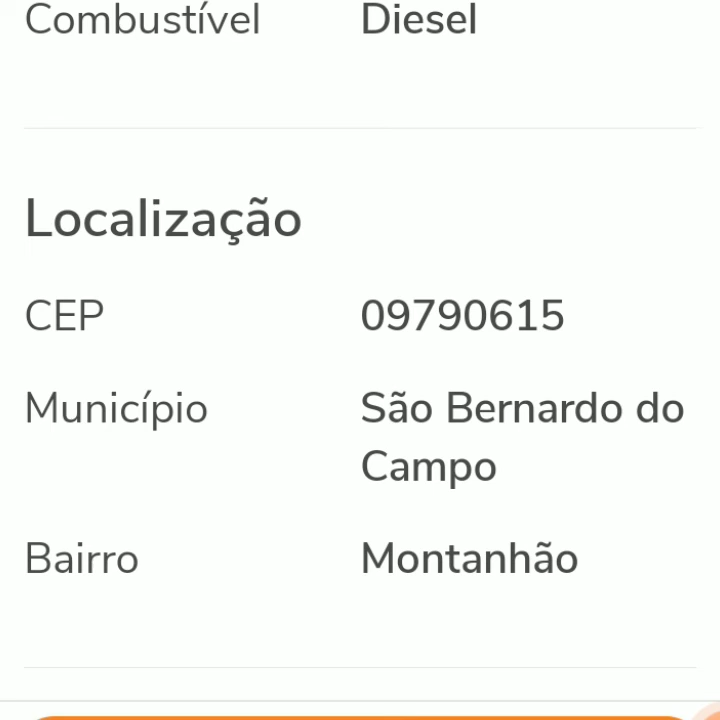 Combustível Diesel
Localização
CEP 09790615
Município São Bernardo do
Campo
Bairro Montanhão